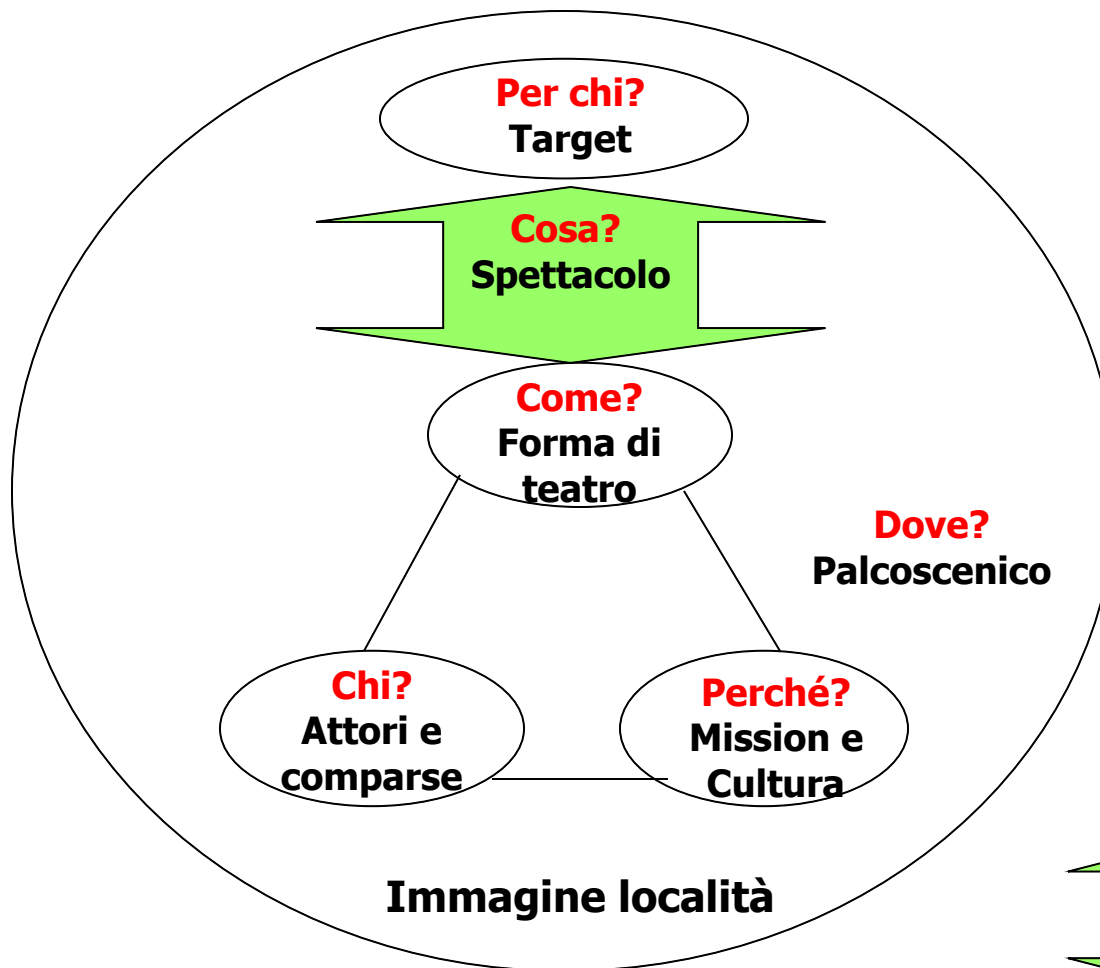 Per chi?
Target
Cosa?
Spettacolo
Come?
Forma di
teatro
Dove?
Palcoscenico
Chi?
Attori e
comparse
Perché?
Mission e
Cultura
Immagine località